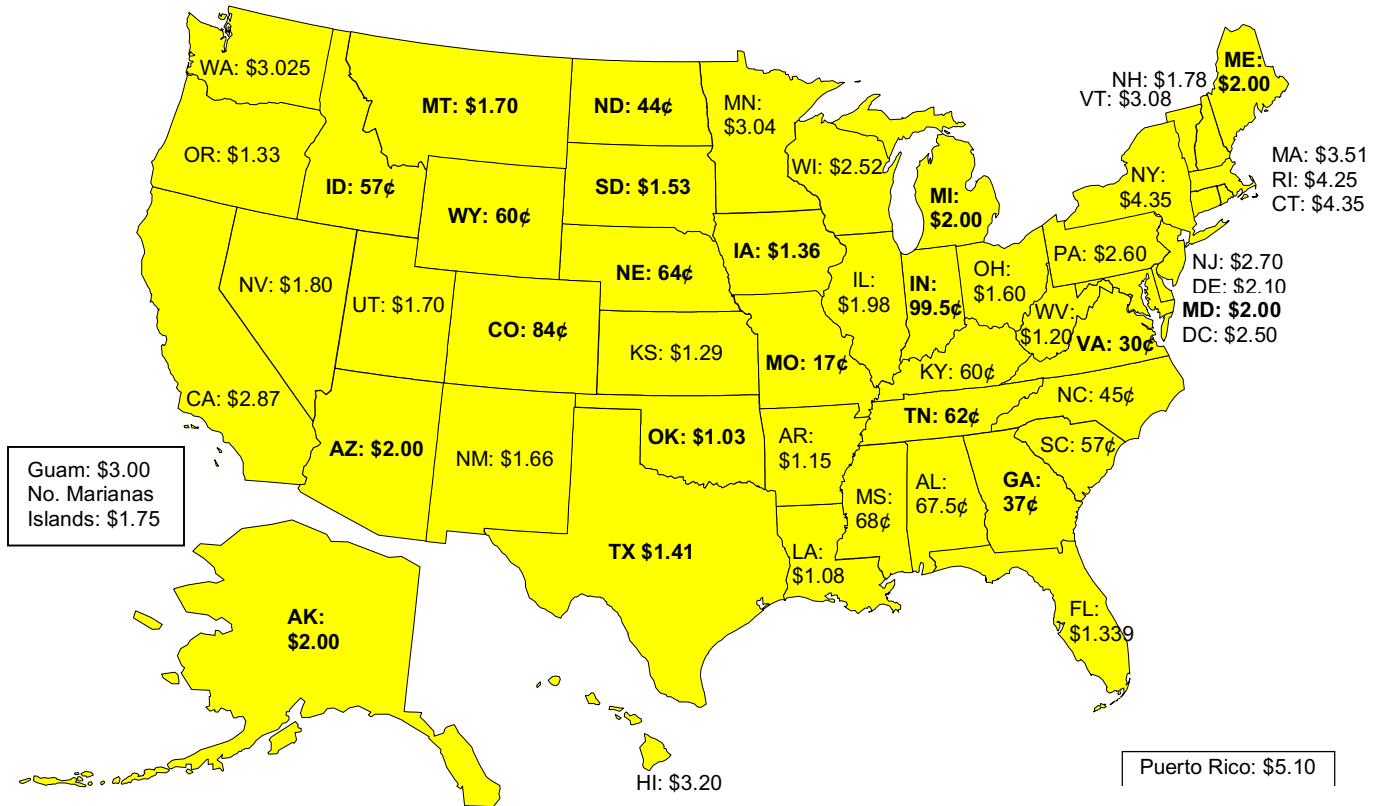 NH: $1.78
VT: $3.08
ME:
$2.00
WA: $3.025
MT: $1.70
ND: 44¢
MN:
$3.04
OR: $1.33
ID: 57¢
WY: 60¢
SD: $1.53
WI: $2.52
MI:
$2.00
NY:
$4.35
MA: $3.51
RI: $4.25
CT: $4.35
NV: $1.80
UT: $1.70
CO: 84¢
NE: 64¢
IA: $1.36
IL:
$1.98
IN:
99.5¢
OH:
$1.60
PA: $2.60
NJ: $2.70
DE: $2.10
MD: $2.00
DC: $2.50
WV:
$1.20
VA: 30¢
KS: $1.29
MO: 17¢
KY: 60¢
CA: $2.87
AZ: $2.00
NM: $1.66
OK: $1.03
AR:
$1.15
TN: 62¢
NC: 45¢
SC: 57¢
MS:
68¢
AL:
67.5¢
GA:
37¢
TX $1.41
LA:
$1.08
FL:
$1.339
Guam: $3.00
No. Marianas
Islands: $1.75
AK:
$2.00
HI: $3.20
Puerto Rico: $5.10